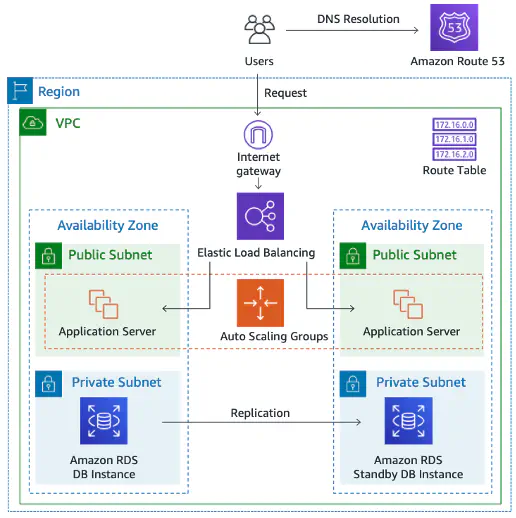 DNS Resolution
53
Users
Amazon Route 53
Region
Request
VPC
172.16.0.0
172.16.1.0
172.16.2.0
Internet
gateway
Route Table
Availability Zone
Availability Zone
Public Subnet
Elastic Load Balancing
Public Subnet
Application Server
Auto Scaling Groups
Application Server
Private Subnet
Private Subnet
Replication
Amazon RDS
DB Instance
Amazon RDS
Standby DB Instance